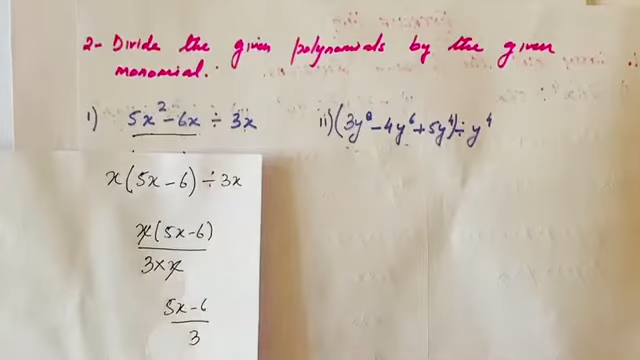 2- Divide the given polynomials by the given
monomial.
i) 5x² - 6x ÷ 3x
ii) (3y⁸ - 4y⁶ + 5y⁴) ÷ y⁴
x(5x - 6) ÷ 3x
x(5x - 6)
3 × x
5x - 6
3